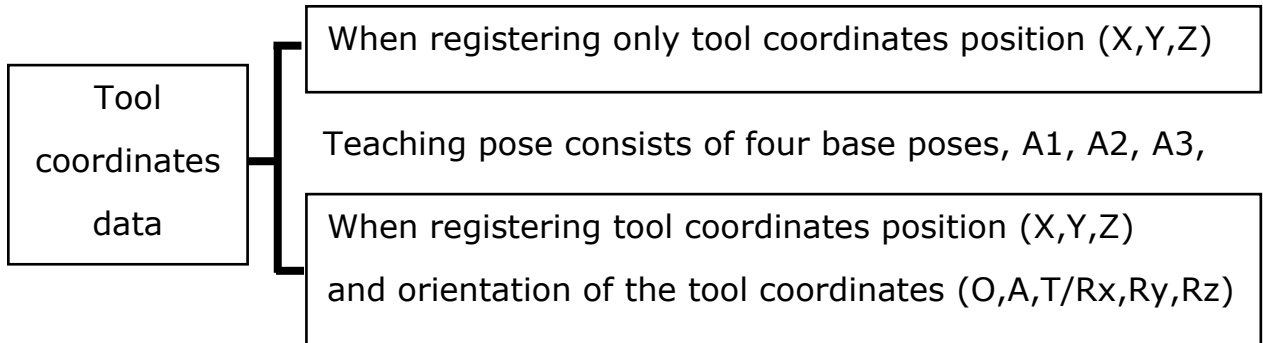 Tool
coordinates
data
When registering only tool coordinates position (X,Y,Z)
Teaching pose consists of four base poses, A1, A2, A3,
When registering tool coordinates position (X,Y,Z)
and orientation of the tool coordinates (O,A,T/Rx,Ry,Rz)